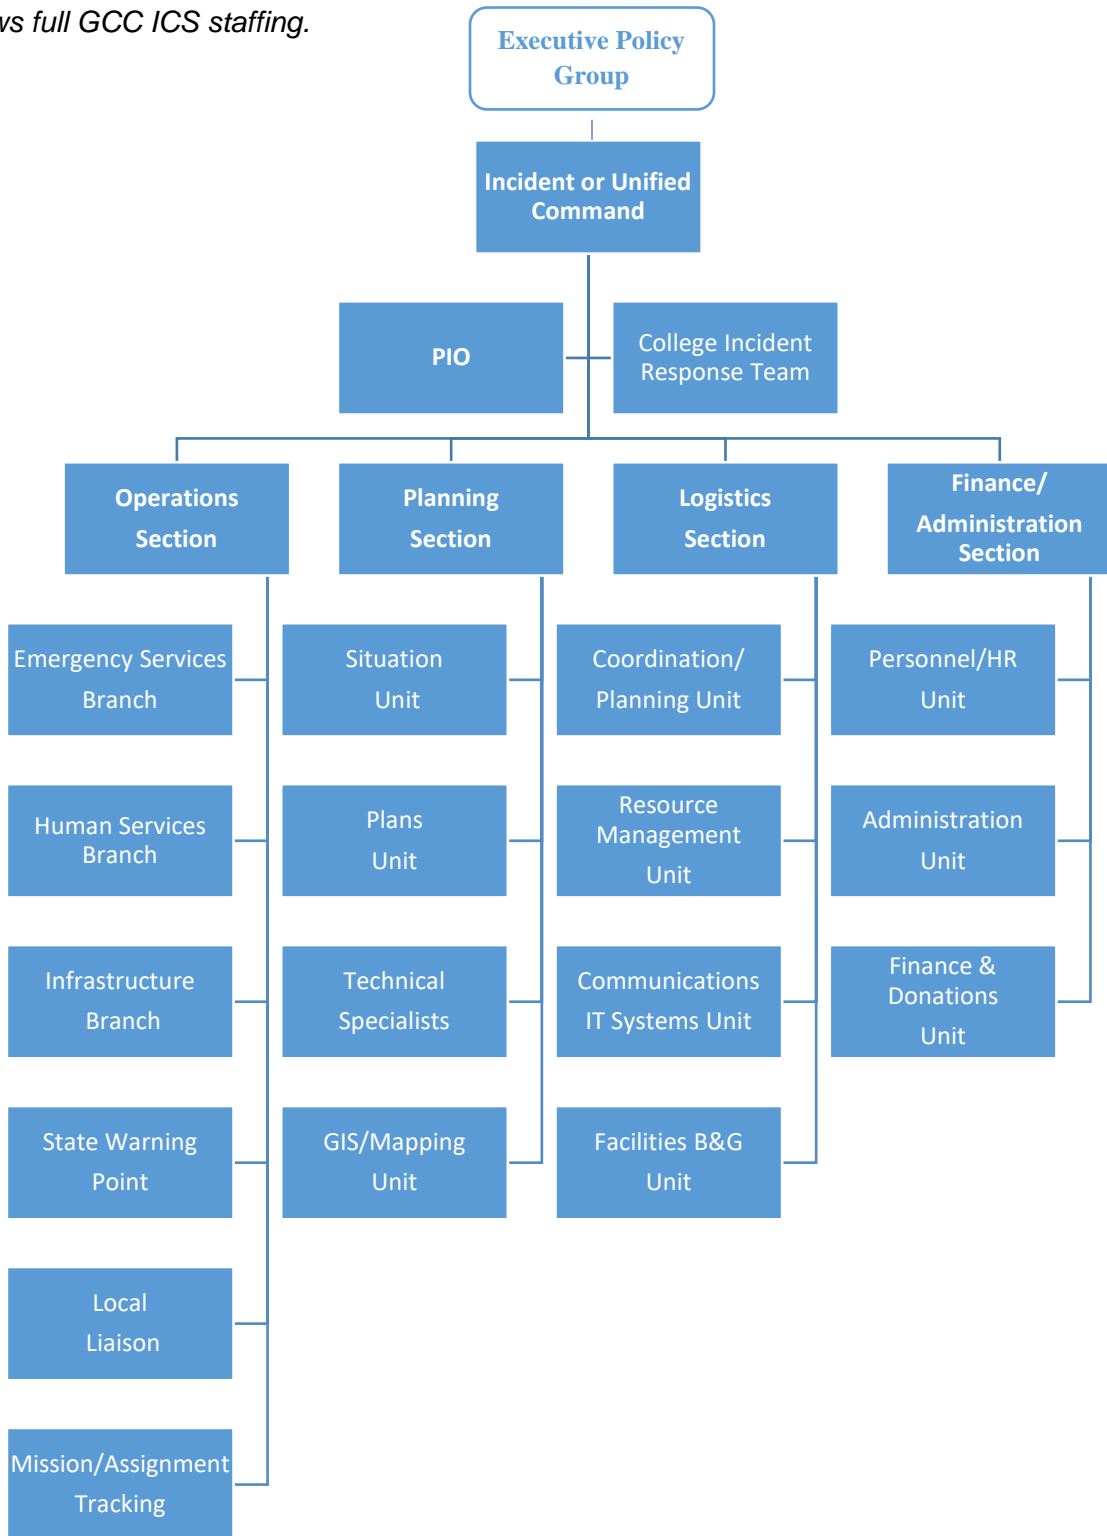 ws full GCC ICS staffing.
Executive Policy
Group
Incident or Unified
Command
PIO
College Incident
Response Team
Operations
Section
Planning
Section
Logistics
Section
Finance/
Administration
Section
Emergency Services
Branch
Situation
Unit
Coordination/
Planning Unit
Personnel/HR
Unit
Human Services
Branch
Plans
Unit
Resource
Management
Unit
Administration
Unit
Infrastructure
Branch
Technical
Specialists
Communications
IT Systems Unit
Finance &
Donations
Unit
State Warning
Point
GIS/Mapping
Unit
Facilities B&G
Unit
Local
Liaison
Mission/Assignment
Tracking